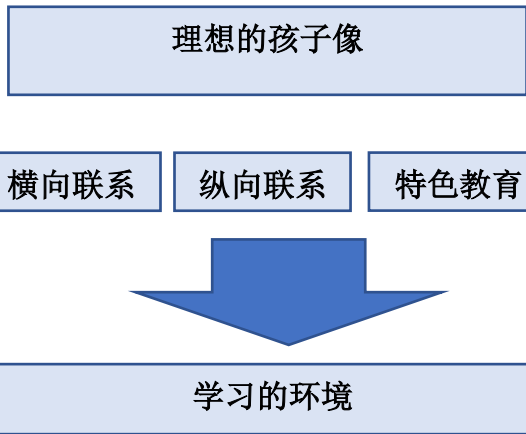 理想的孩子像
横向联系 纵向联系 特色教育
学习的环境